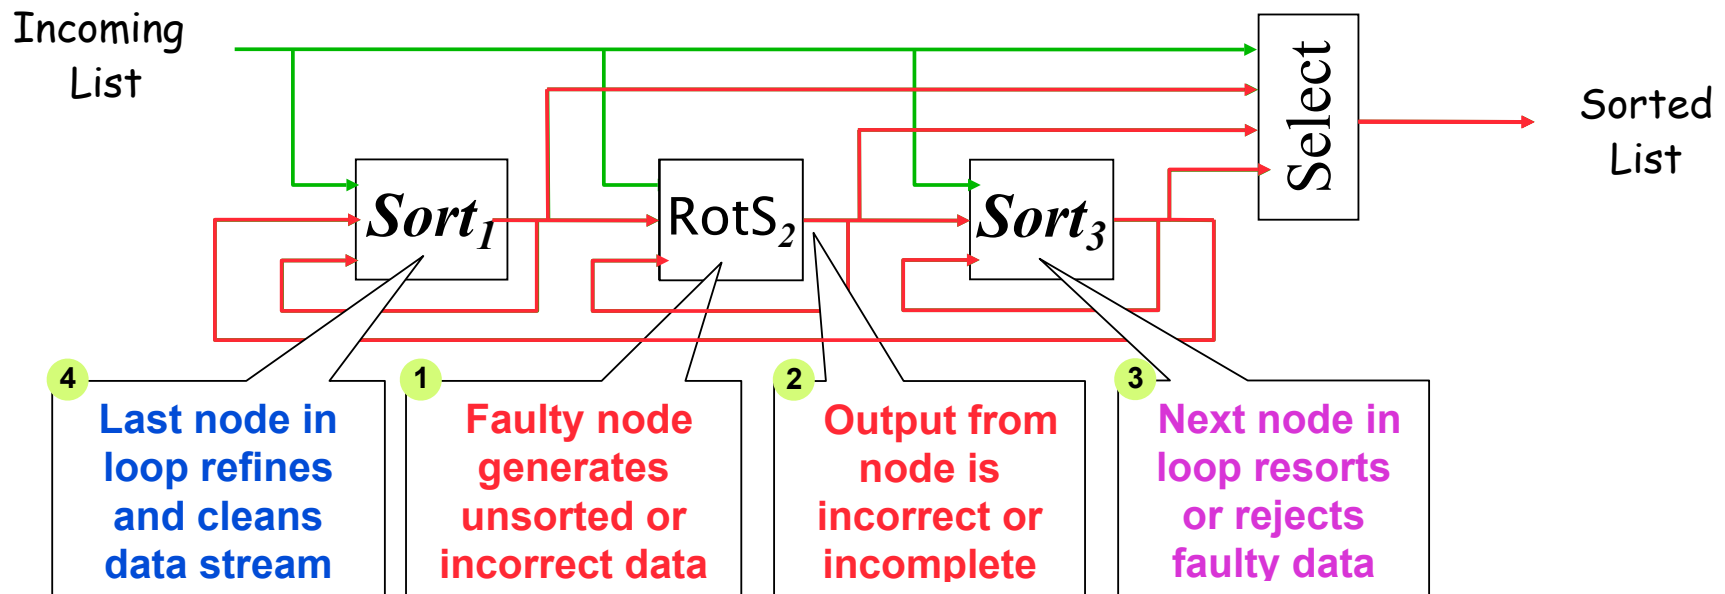 Incoming
List
Select
Sorted
List
Sort1
RotS2
Sort3
4
Last node in
loop refines
and cleans
data stream
1
Faulty node
generates
unsorted or
incorrect data
2
Output from
node is
incorrect or
incomplete
3
Next node in
loop resorts
or rejects
faulty data